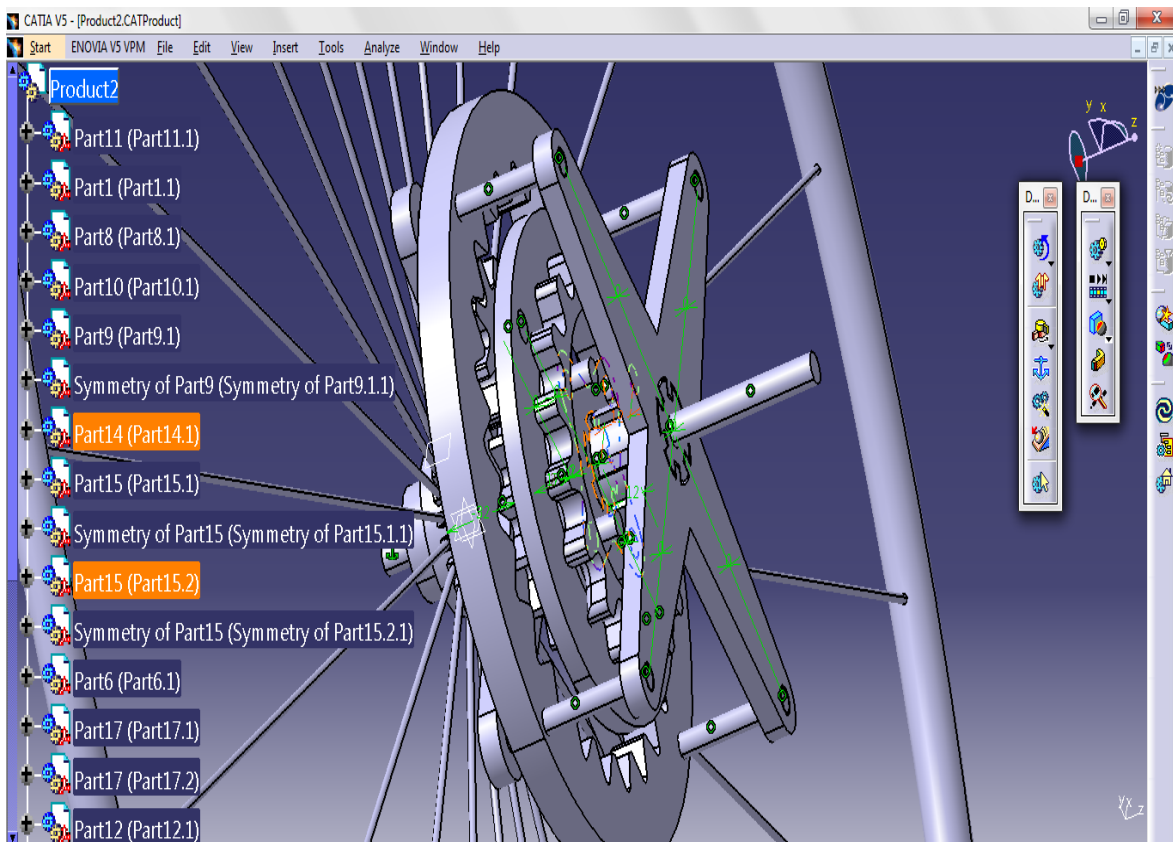 CATIA V5 - [Product2.CATProduct]
Start ENOVIA V5 VPM File Edit View Insert Tools Analyze Window Help
Product2
Part11 (Part11.1)
Part1 (Part1.1)
Part8 (Part8.1)
Part10 (Part10.1)
Part9 (Part9.1)
Symmetry of Part9 (Symmetry of Part9.1.1)
Part14 (Part14.1)
Part15 (Part15.1)
Symmetry of Part15 (Symmetry of Part15.1.1)
Part15 (Part15.2)
Symmetry of Part15 (Symmetry of Part15.2.1)
Part6 (Part6.1)
Part17 (Part17.1)
Part17 (Part17.2)
Part12 (Part12.1)
y x z
D... D...
y x z